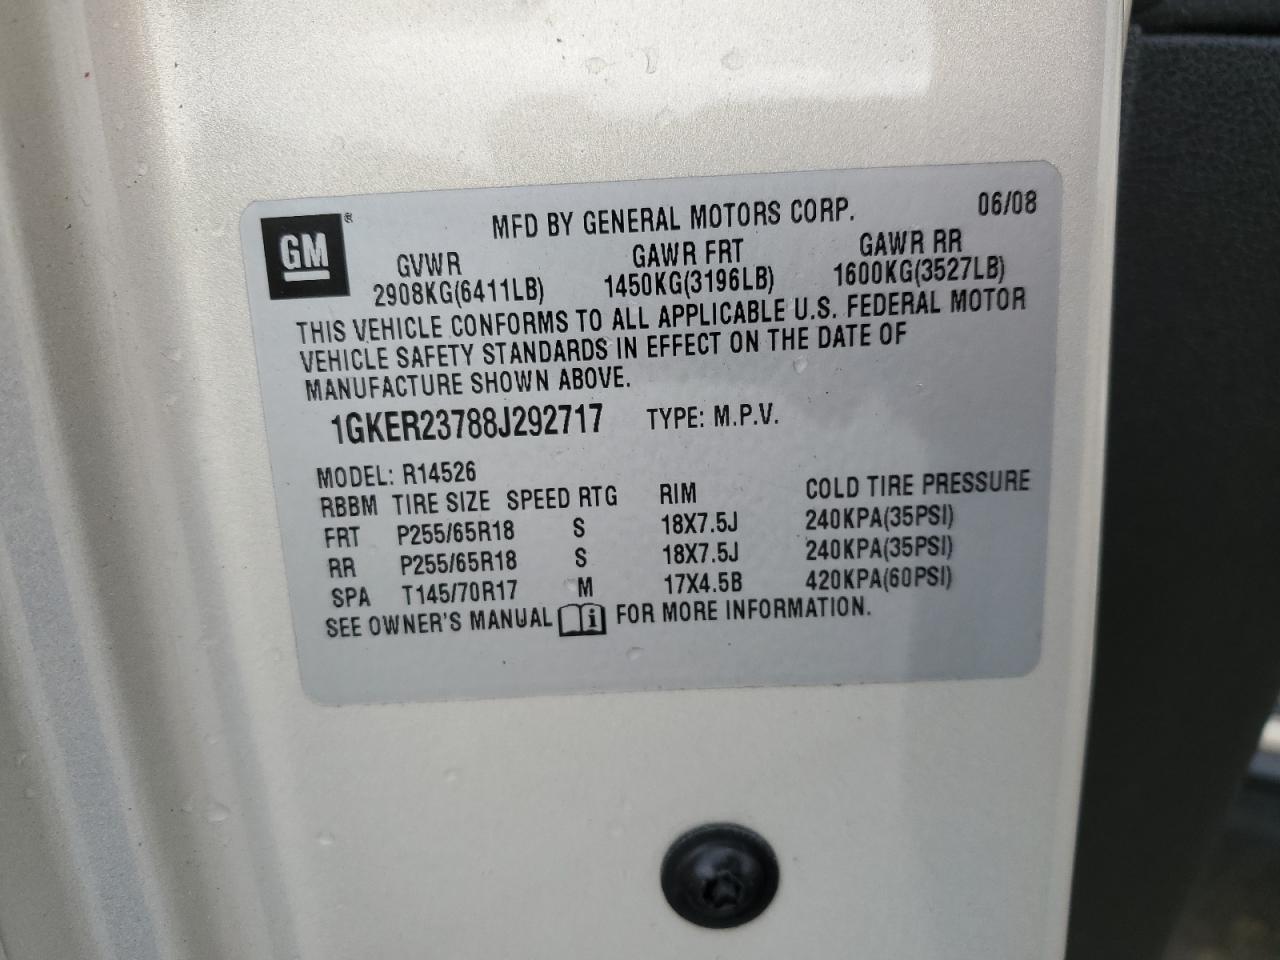 GM ®
MFD BY GENERAL MOTORS CORP. 06/08
GVWR GAWR FRT GAWR RR
2908KG(6411LB) 1450KG(3196LB) 1600KG(3527LB)
THIS VEHICLE CONFORMS TO ALL APPLICABLE U.S. FEDERAL MOTOR
VEHICLE SAFETY STANDARDS IN EFFECT ON THE DATE OF
MANUFACTURE SHOWN ABOVE.
1GKER23788J292717 TYPE: M.P.V.
MODEL: R14526
RBBM TIRE SIZE SPEED RTG RIM COLD TIRE PRESSURE
FRT P255/65R18 S 18X7.5J 240KPA(35PSI)
RR P255/65R18 S 18X7.5J 240KPA(35PSI)
SPA T145/70R17 M 17X4.5B 420KPA(60PSI)
SEE OWNER'S MANUAL i FOR MORE INFORMATION.